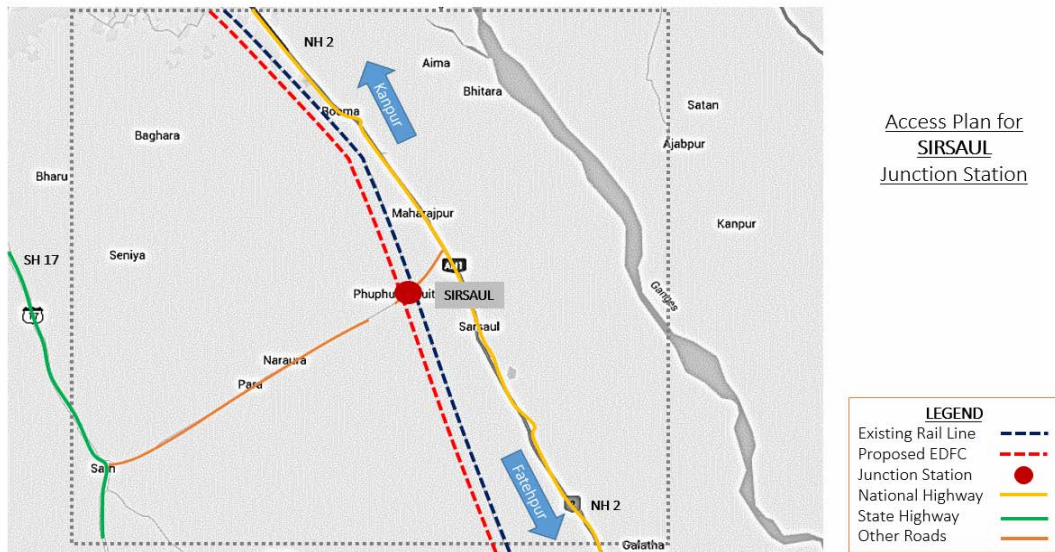 NH 2
Aima
Bhitara
Kanpur
Rooma
Satan
Baghara
Ajabpur
Bharu
Access Plan for
SIRSAUL
Junction Station
Maharajpur
Kanpur
Seniya
SH 17
AH1
SIRSAUL
Ganges
17
Sarsaul
Naraura
Para
Fatehpur
NH 2
Galatha
LEGEND
Existing Rail Line
Proposed EDFC
Junction Station
National Highway
State Highway
Other Roads